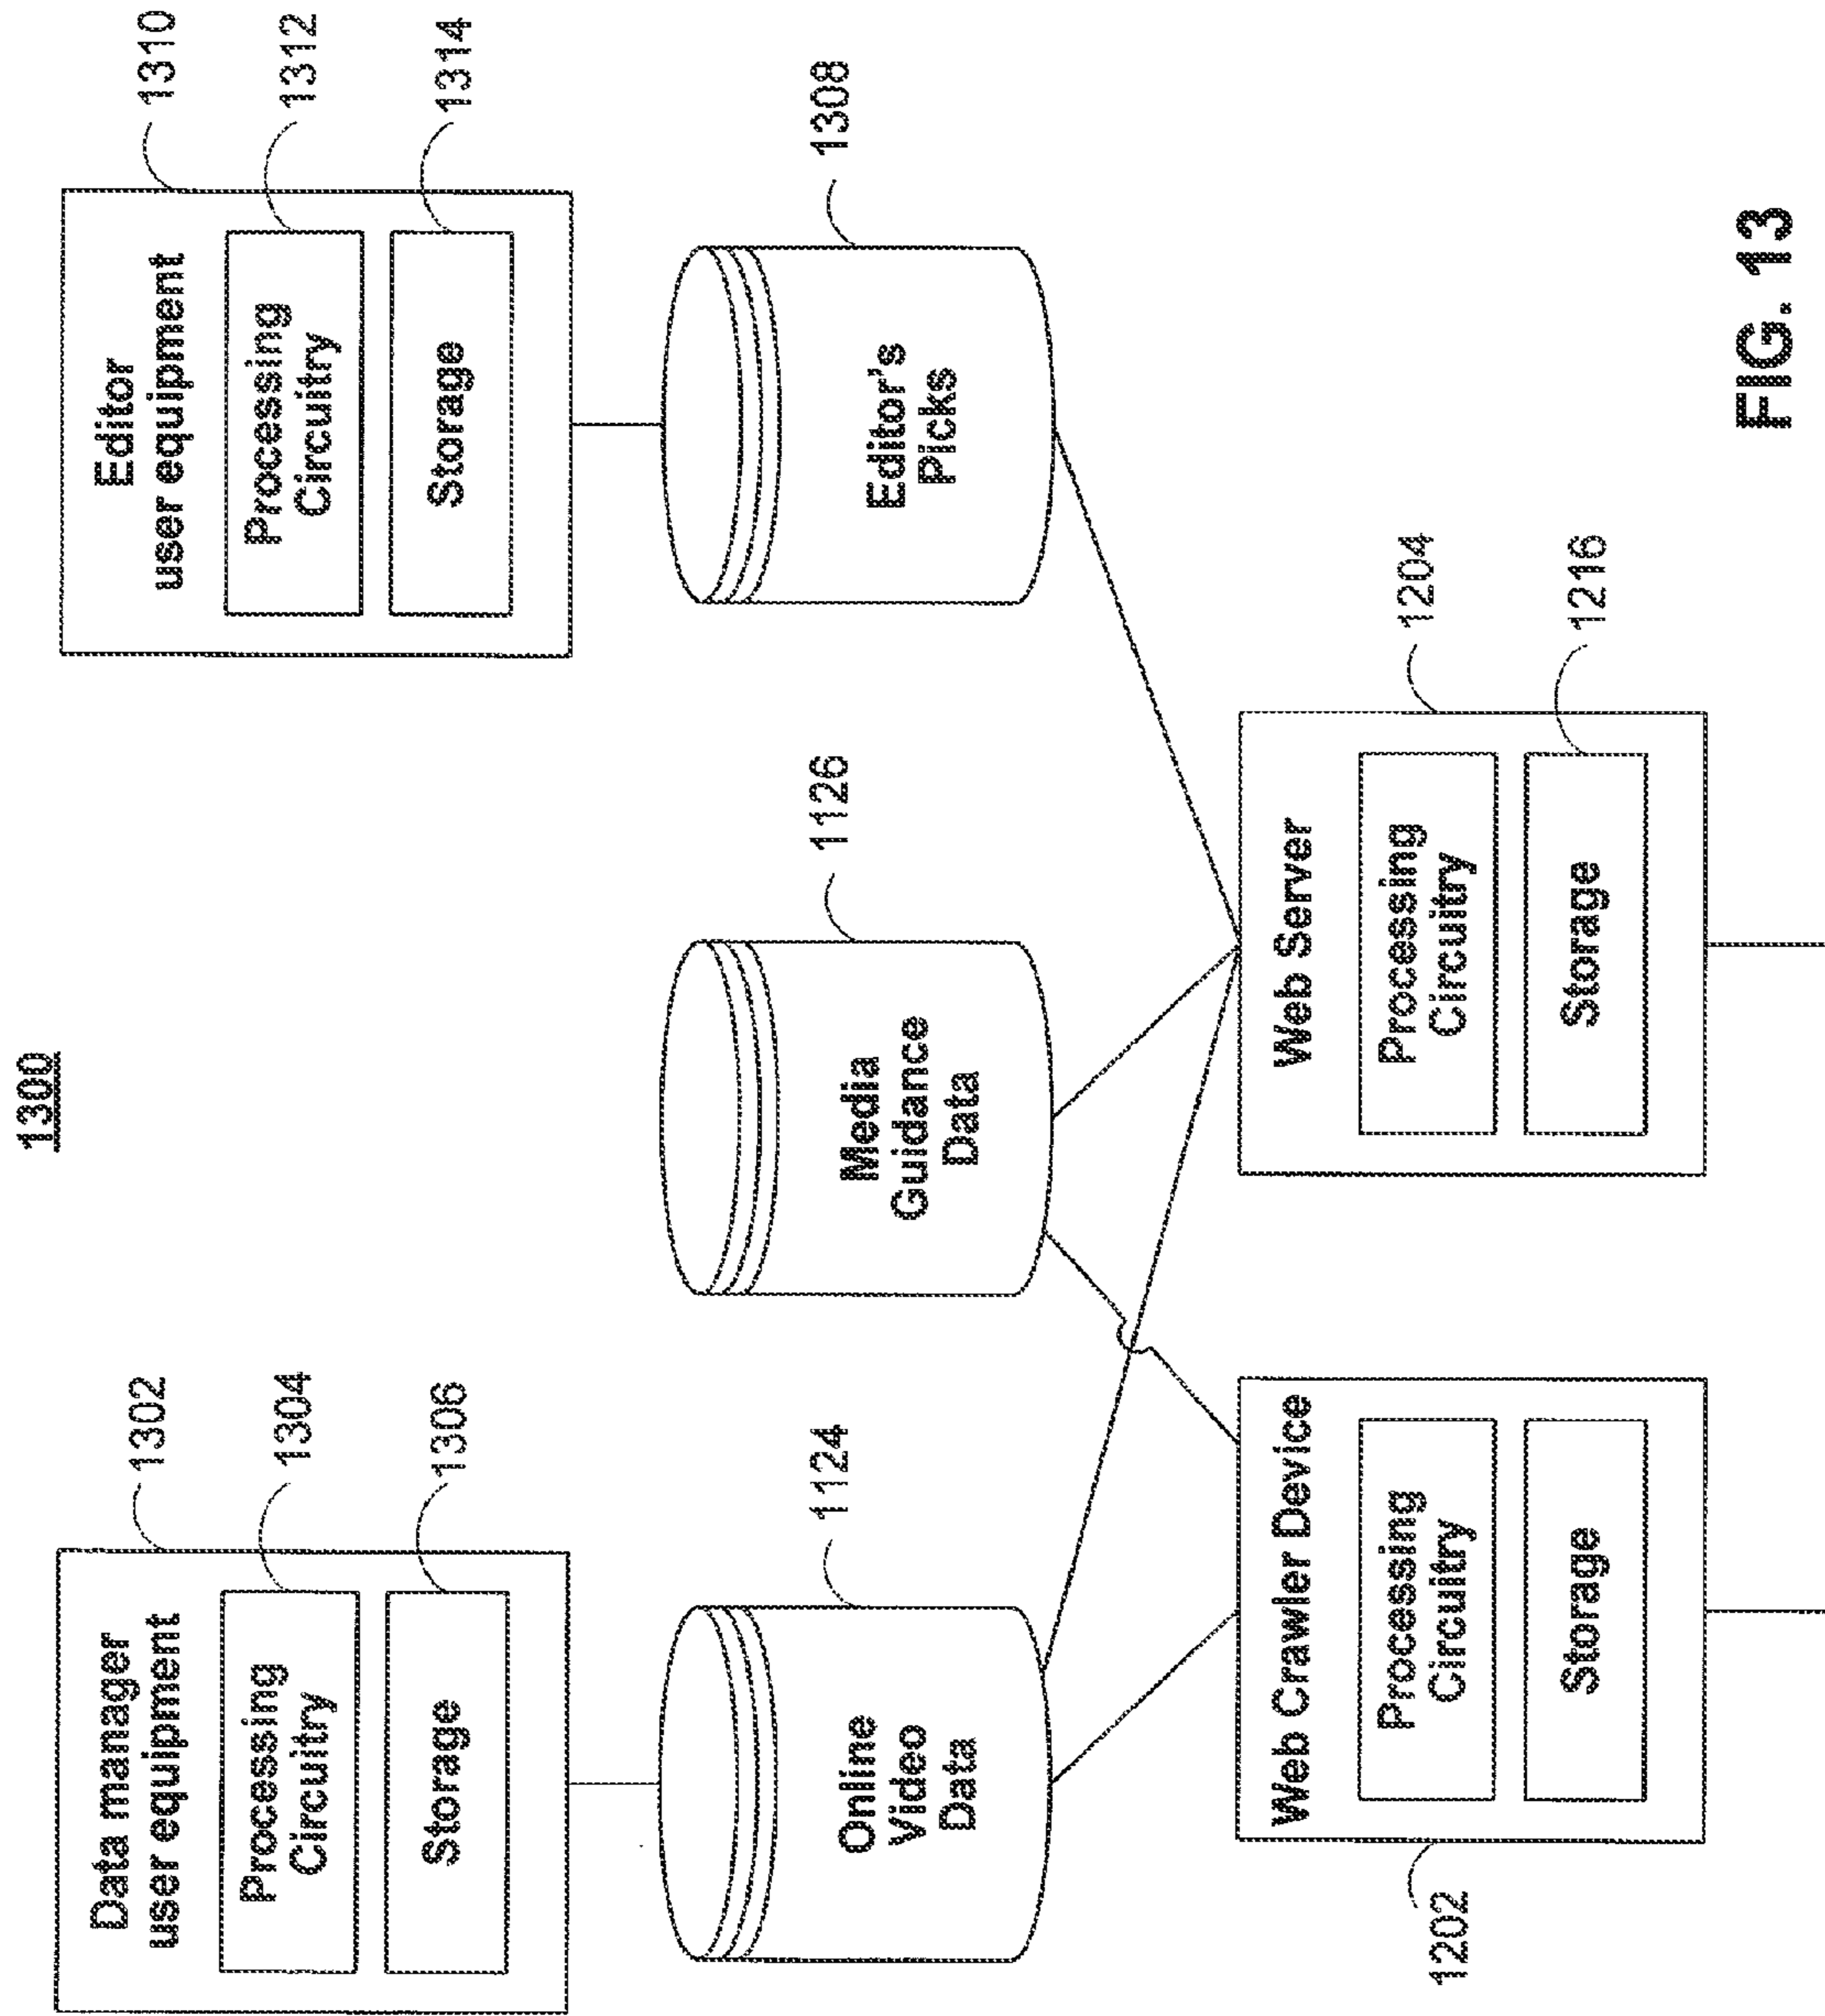 1300
Data manager
user equipment
Processing
Circuitry
Storage
1302
1304
1306
Editor
user equipment
Processing
Circuitry
Storage
1310
1312
1314
Online
Video
Data
1124
Media
Guidance
Data
1126
Editor's
Picks
1308
Web Crawler Device
Processing
Circuitry
Storage
1202
Web Server
Processing
Circuitry
Storage
1204
1216
FIG. 13